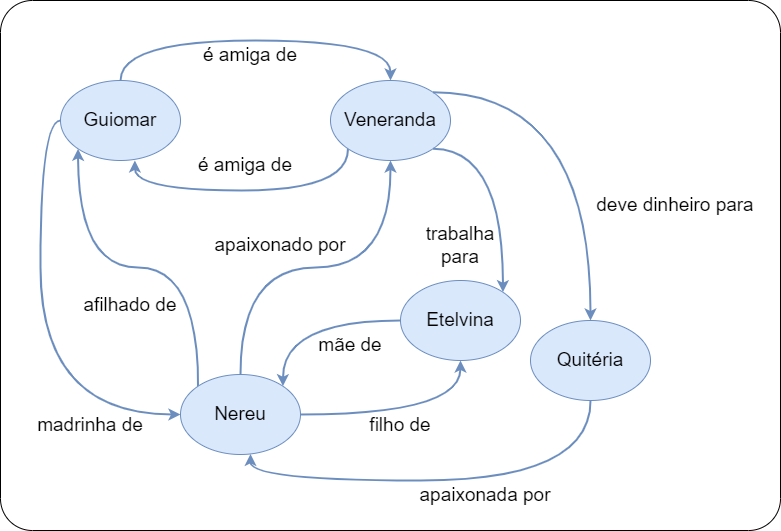 é amiga de
Guiomar
Veneranda
é amiga de
deve dinheiro para
apaixonado por
trabalha
para
afilhado de
Etelvina
mãe de
Quitéria
Nereu
madrinha de
filho de
apaixonada por